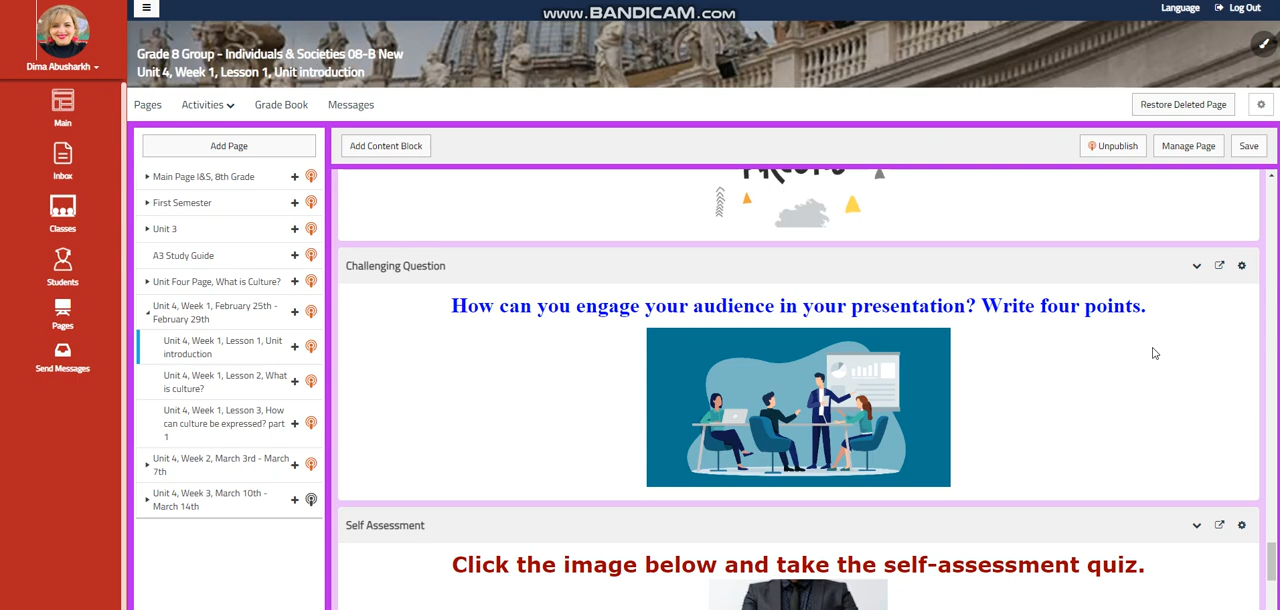 www.BANDICAM.com
Language
Log Out
Grade 8 Group - Individuals & Societies 08-B New
Unit 4, Week 1, Lesson 1, Unit introduction
Dima Abusharkh
Pages
Activities
Grade Book
Messages
Restore Deleted Page
Main
Inbox
Classes
Students
Pages
Send Messages
Add Page
Main Page I&S, 8th Grade
First Semester
Unit 3
A3 Study Guide
Unit Four Page, What is Culture?
Unit 4, Week 1, February 25th -
February 29th
Unit 4, Week 1, Lesson 1, Unit
introduction
Unit 4, Week 1, Lesson 2, What
is culture?
Unit 4, Week 1, Lesson 3, How
can culture be expressed? part
1
Unit 4, Week 2, March 3rd - March
7th
Unit 4, Week 3, March 10th -
March 14th
Add Content Block
Unpublish
Manage Page
Save
Challenging Question
How can you engage your audience in your presentation? Write four points.
Self Assessment
Click the image below and take the self-assessment quiz.